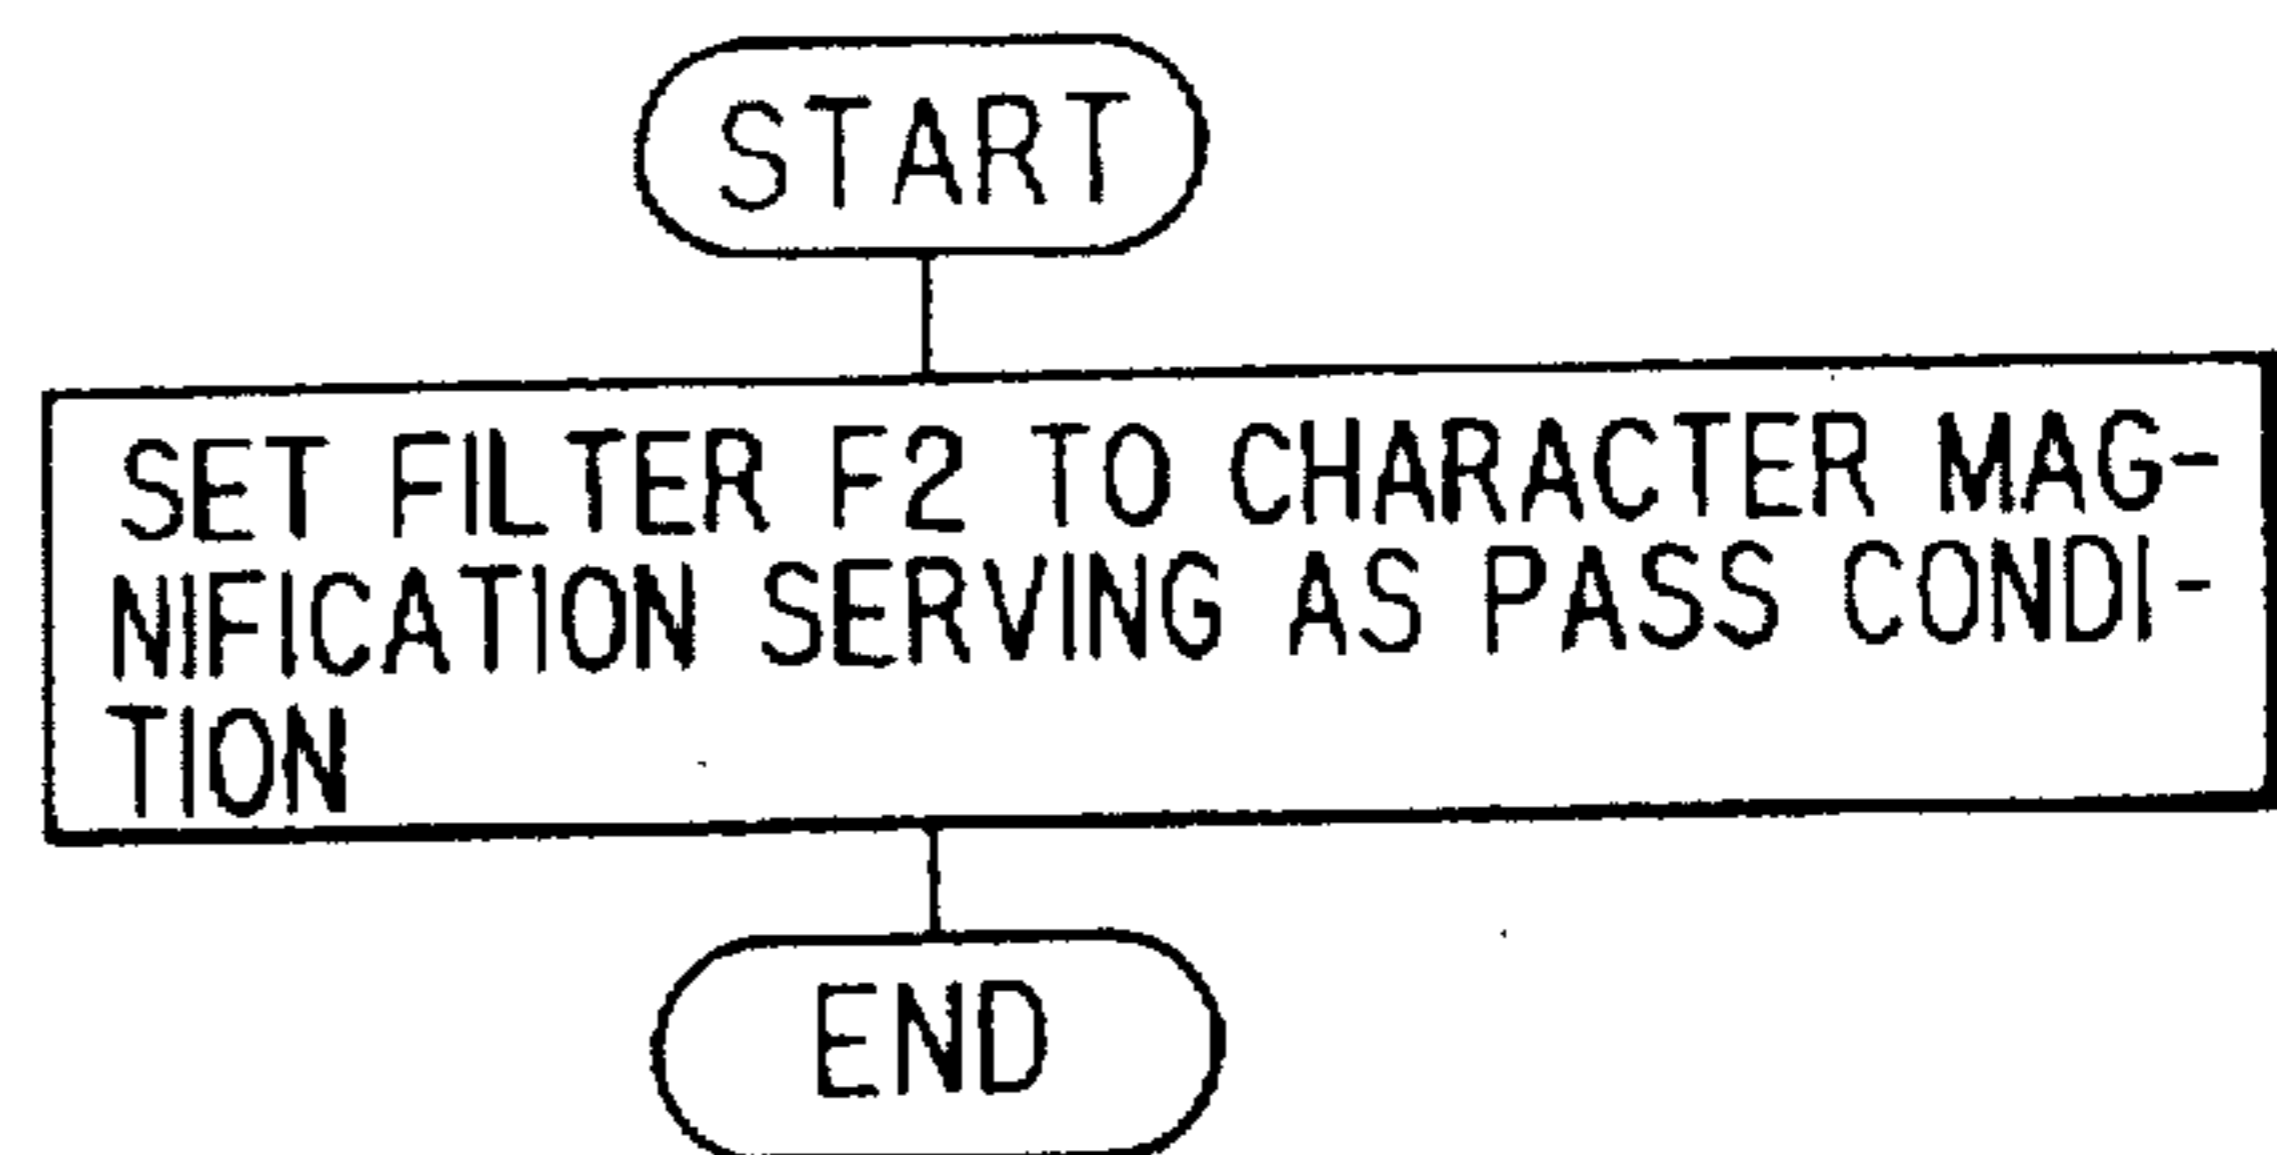 START
SET FILTER F2 TO CHARACTER MAG-
NIFICATION SERVING AS PASS CONDI-
TION
END